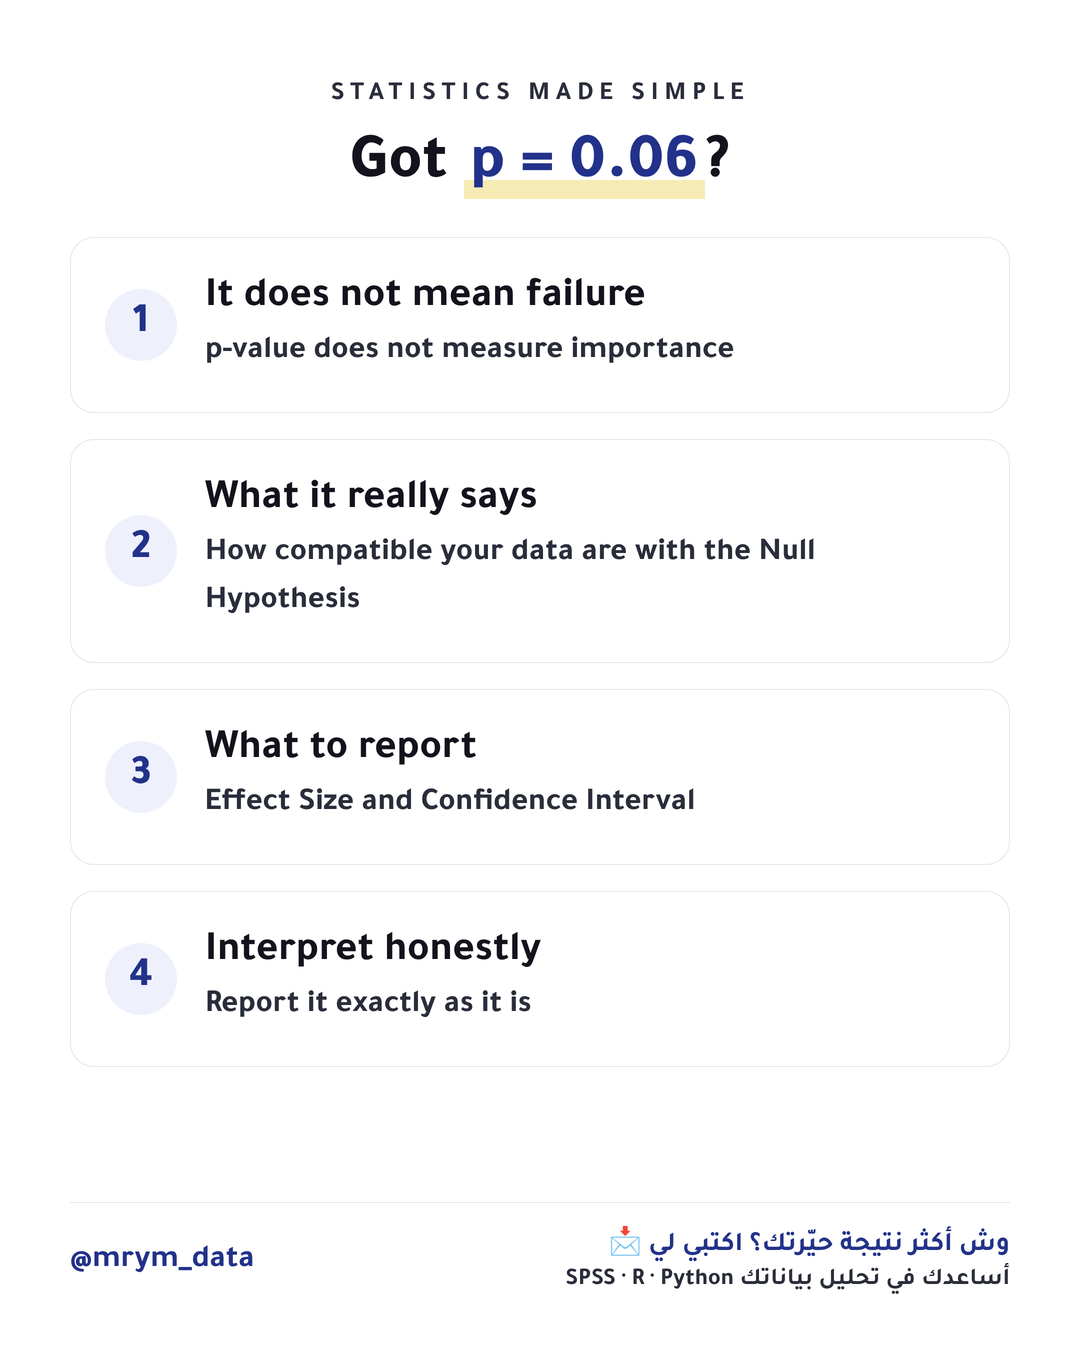 STATISTICS MADE SIMPLE
Got p = 0.06?
1
It does not mean failure
p-value does not measure importance
2
What it really says
How compatible your data are with the Null
Hypothesis
3
What to report
Effect Size and Confidence Interval
4
Interpret honestly
Report it exactly as it is
@mrym_data
وش أكثر نتيجة حيّرتك؟ اكتبي لي 📩
أساعدك في تحليل بياناتك SPSS · R · Python